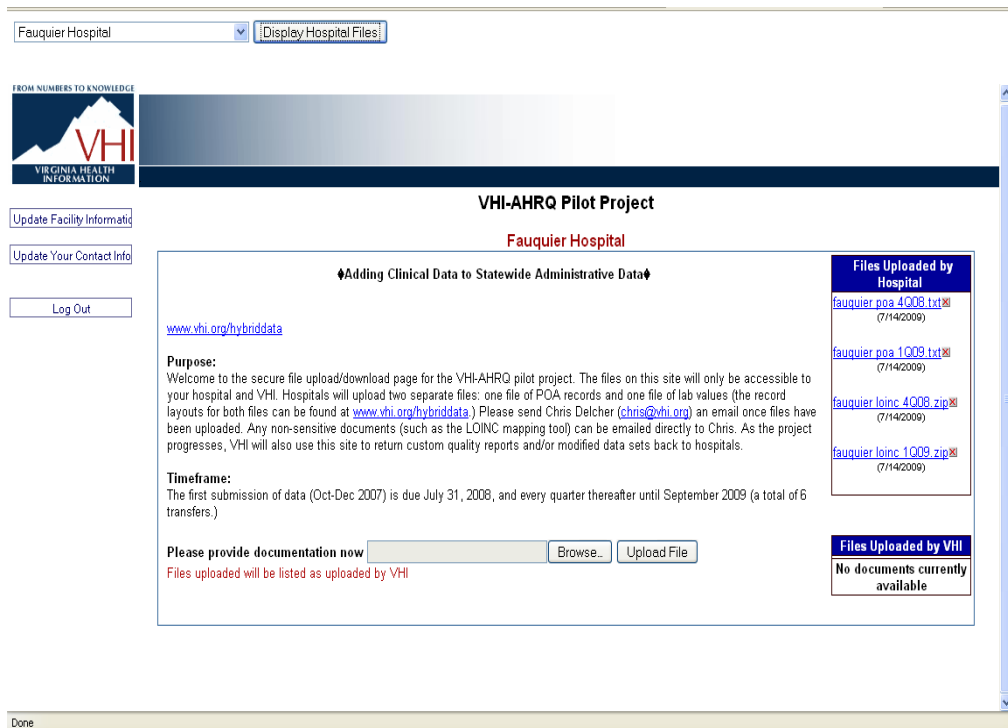 Fauquier Hospital
Display Hospital Files
FROM NUMBERS TO KNOWLEDGE
VHI
VIRGINIA HEALTH
INFORMATION
VHI-AHRQ Pilot Project
Fauquier Hospital
Update Facility Informatio
Update Your Contact Info
Log Out
♦Adding Clinical Data to Statewide Administrative Data♦
www.vhi.org/hybriddata
Purpose:
Welcome to the secure file upload/download page for the VHI-AHRQ pilot project. The files on this site will only be accessible to
your hospital and VHI. Hospitals will upload two separate files: one file of POA records and one file of lab values (the record
layouts for both files can be found at www.vhi.org/hybriddata.) Please send Chris Delcher (chris@vhi.org) an email once files have
been uploaded. Any non-sensitive documents (such as the LOINC mapping tool) can be emailed directly to Chris. As the project
progresses, VHI will also use this site to return custom quality reports and/or modified data sets back to hospitals.
Timeframe:
The first submission of data (Oct-Dec 2007) is due July 31, 2008, and every quarter thereafter until September 2009 (a total of 6
transfers.)
Please provide documentation now
Browse...
Upload File
Files uploaded will be listed as uploaded by VHI
Files Uploaded by
Hospital
fauquier poa 4Q08.txt
(7/14/2009)
fauquier poa 1Q09.txt
(7/14/2009)
fauquier loinc 4Q08.zip
(7/14/2009)
fauquier loinc 1Q09.zip
(7/14/2009)
Files Uploaded by VHI
No documents currently
available
Done